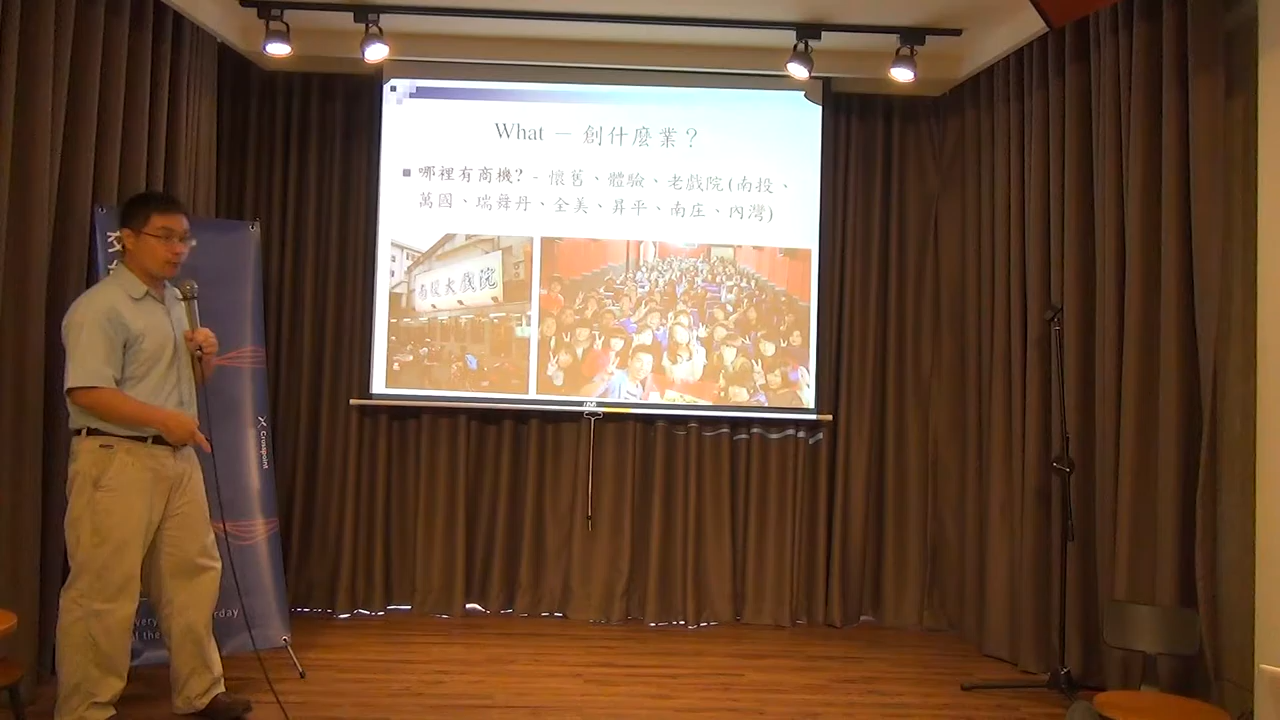 What － 創什麼業？
哪裡有商機? - 懷舊、體驗、老戲院(南投、
萬國、瑞舞丹、全美、昇平、南庄、內灣)
南投大戲院
交
Crosspoint